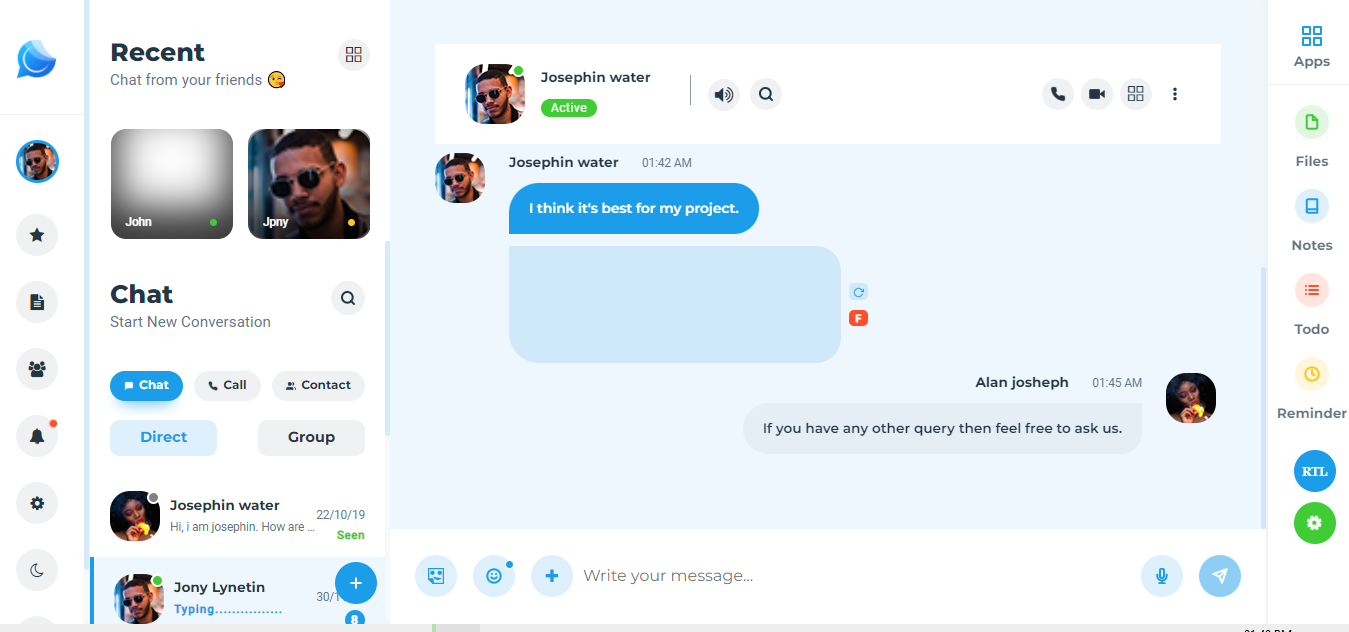 Recent
Chat from your friends
John
Jpny
Chat
Start New Conversation
Chat
Call
Contact
Direct
Group
Josephin water
22/10/19
Hi, i am josephin. How are ...
Seen
Jony Lynetin
Typing................
8
Josephin water
Active
Josephin water 01:42 AM
I think it's best for my project.
F
Alan josheph 01:45 AM
If you have any other query then feel free to ask us.
Write your message...
Apps
Files
Notes
Todo
Reminder
RTL